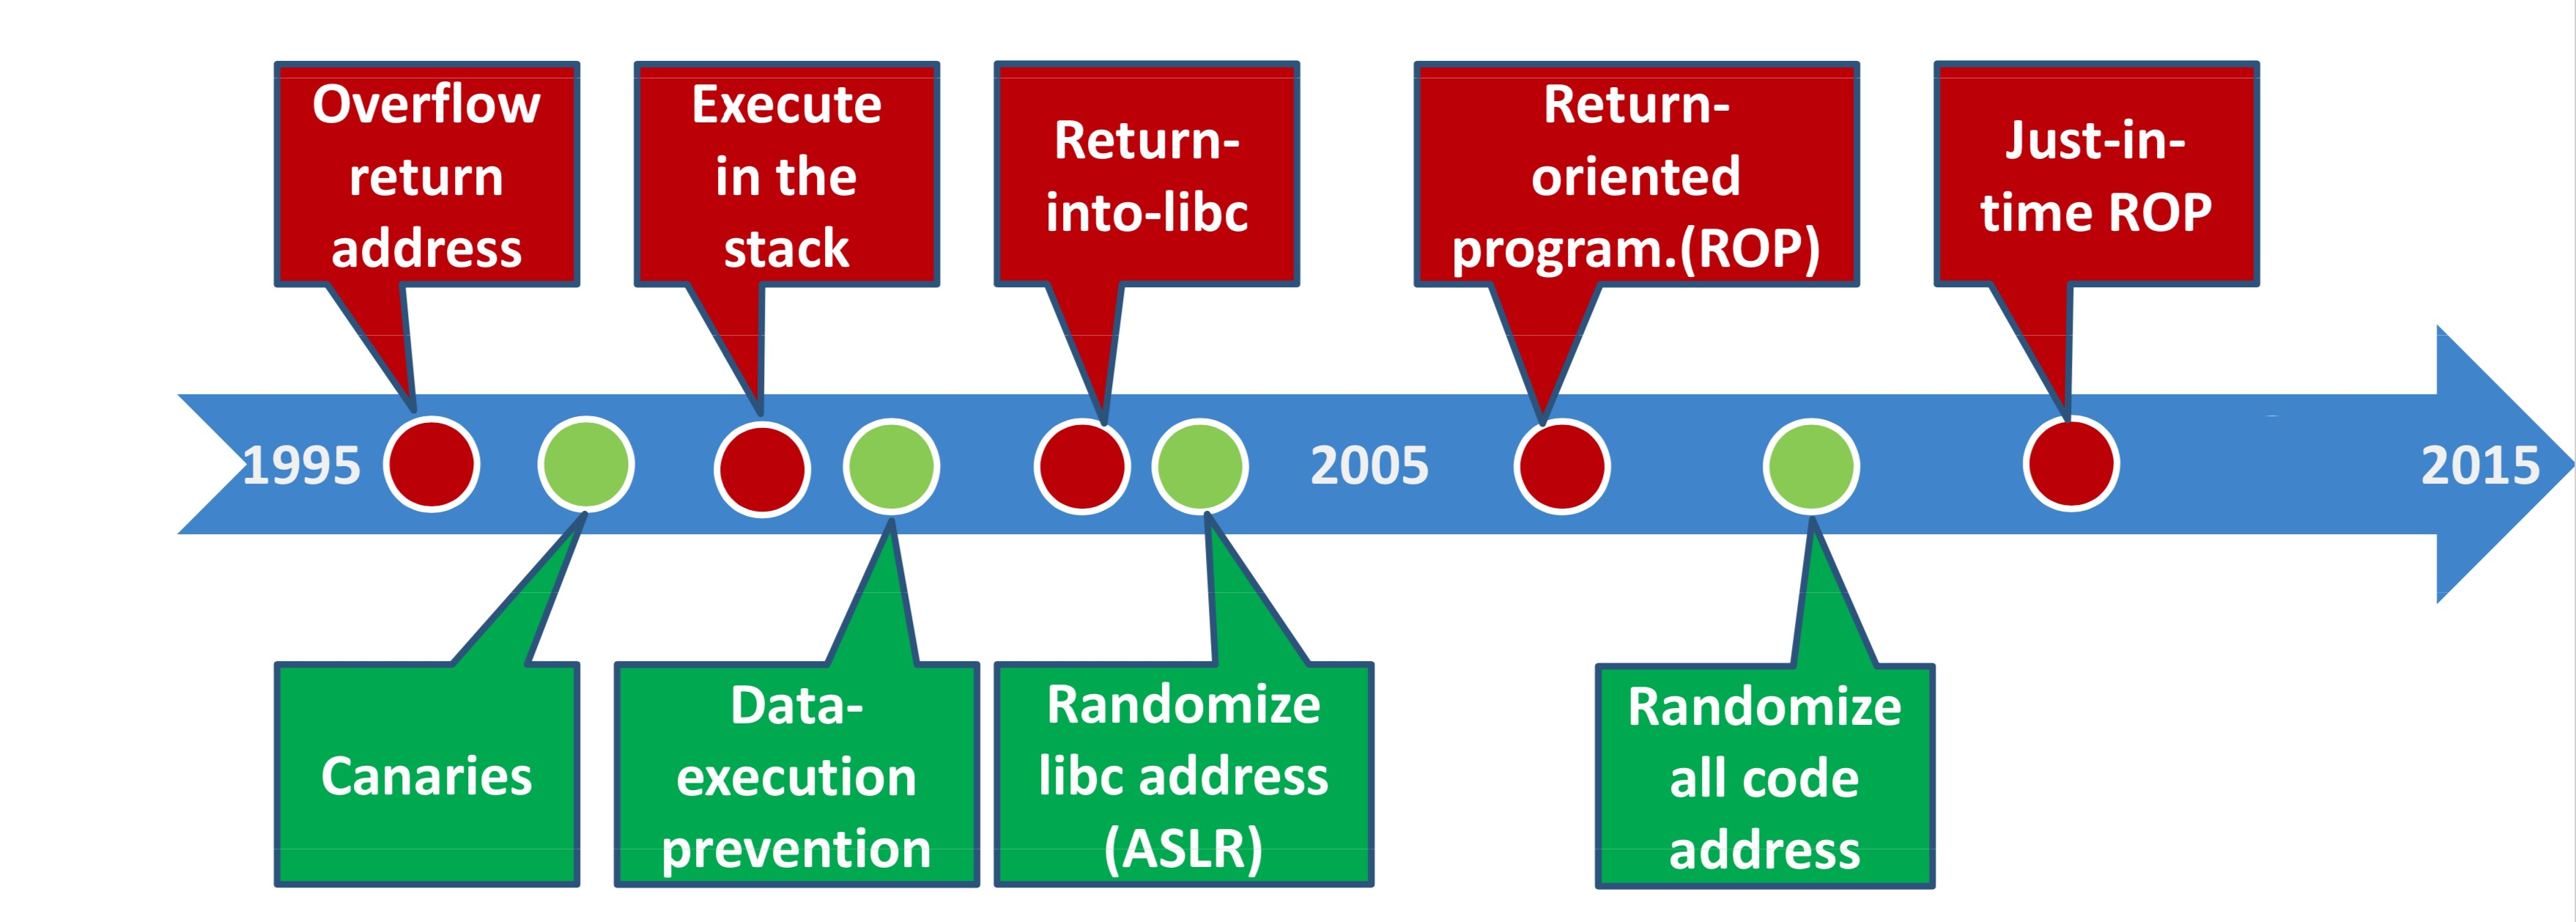 Overflow
return
address
Execute
in the
stack
Return-
into-libc
Return-
oriented
program.(ROP)
Just-in-
time ROP
1995
2005
2015
Canaries
Data-
execution
prevention
Randomize
libc address
(ASLR)
Randomize
all code
address